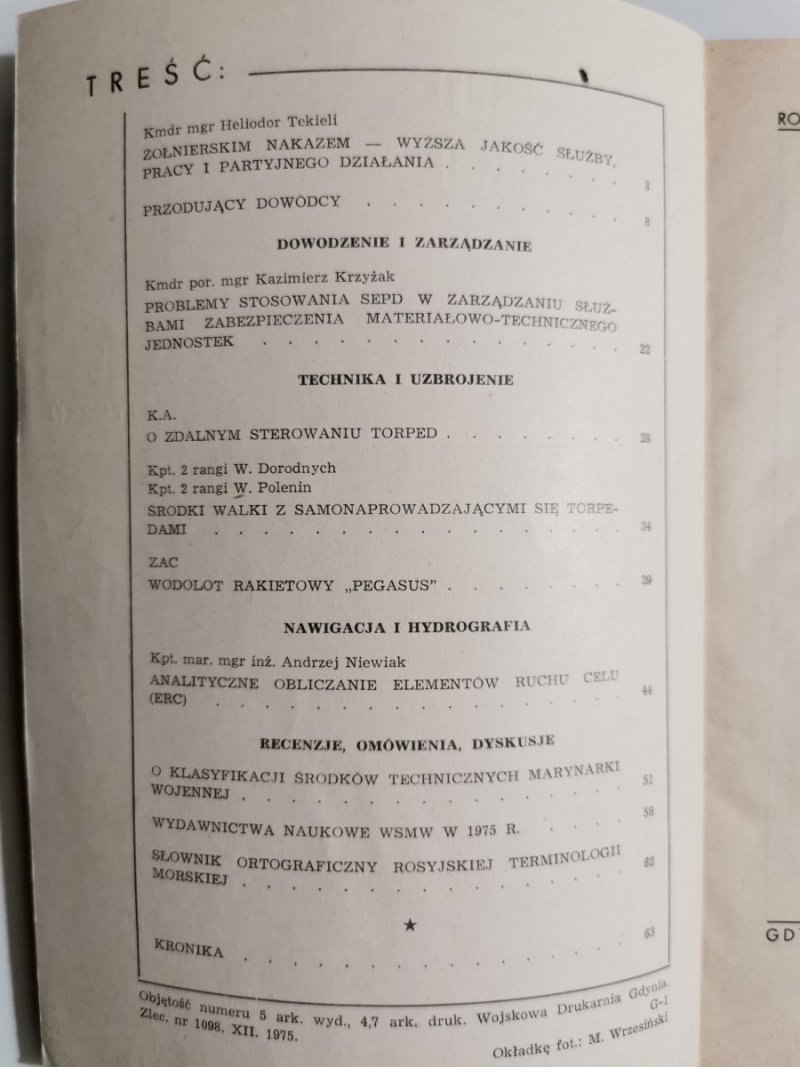 TREŚĆ:
Kmdr mgr Heliodor Tekieli
ŻOŁNIERSKIM NAKAZEM — WYŻSZA JAKOŚĆ SŁUŻBY,
PRACY I PARTYJNEGO DZIAŁANIA . . . . . . . 3
PRZODUJĄCY DOWÓDCY . . . . . . . . . . 8
DOWODZENIE I ZARZĄDZANIE
Kmdr por. mgr Kazimierz Krzyżak
PROBLEMY STOSOWANIA SEPD W ZARZĄDZANIU SŁUŻ-
BAMI ZABEZPIECZENIA MATERIAŁOWO-TECHNICZNEGO
JEDNOSTEK . . . . . . . . . . . . . . 22
TECHNIKA I UZBROJENIE
K.A.
O ZDALNYM STEROWANIU TORPED . . . . . . . 28
Kpt. 2 rangi W. Dorodnych
Kpt. 2 rangi W. Polenin
ŚRODKI WALKI Z SAMONAPROWADZAJĄCYMI SIĘ TORPE-
DAMI . . . . . . . . . . . . . . . . 34
ZAC
WODOLOT RAKIETOWY „PEGASUS” . . . . . . . 39
NAWIGACJA I HYDROGRAFIA
Kpt. mar. mgr inż. Andrzej Niewiak
ANALITYCZNE OBLICZANIE ELEMENTÓW RUCHU CELU
(ERC) . . . . . . . . . . . . . . . . 44
RECENZJE, OMÓWIENIA, DYSKUSJE
O KLASYFIKACJI ŚRODKÓW TECHNICZNYCH MARYNARKI
WOJENNEJ . . . . . . . . . . . . . . 51
WYDAWNICTWA NAUKOWE WSMW W 1975 R. . . . . 58
SŁOWNIK ORTOGRAFICZNY ROSYJSKIEJ TERMINOLOGII
MORSKIEJ . . . . . . . . . . . . . . 62
★
KRONIKA . . . . . . . . . . . . . . . 63
Objętość numeru 5 ark. wyd., 4,7 ark. druk. Wojskowa Drukarnia Gdynia.
Zlec. nr 1098. XII. 1975. G-1
Okładkę fot.: M. Wrzesiński
RO
GD